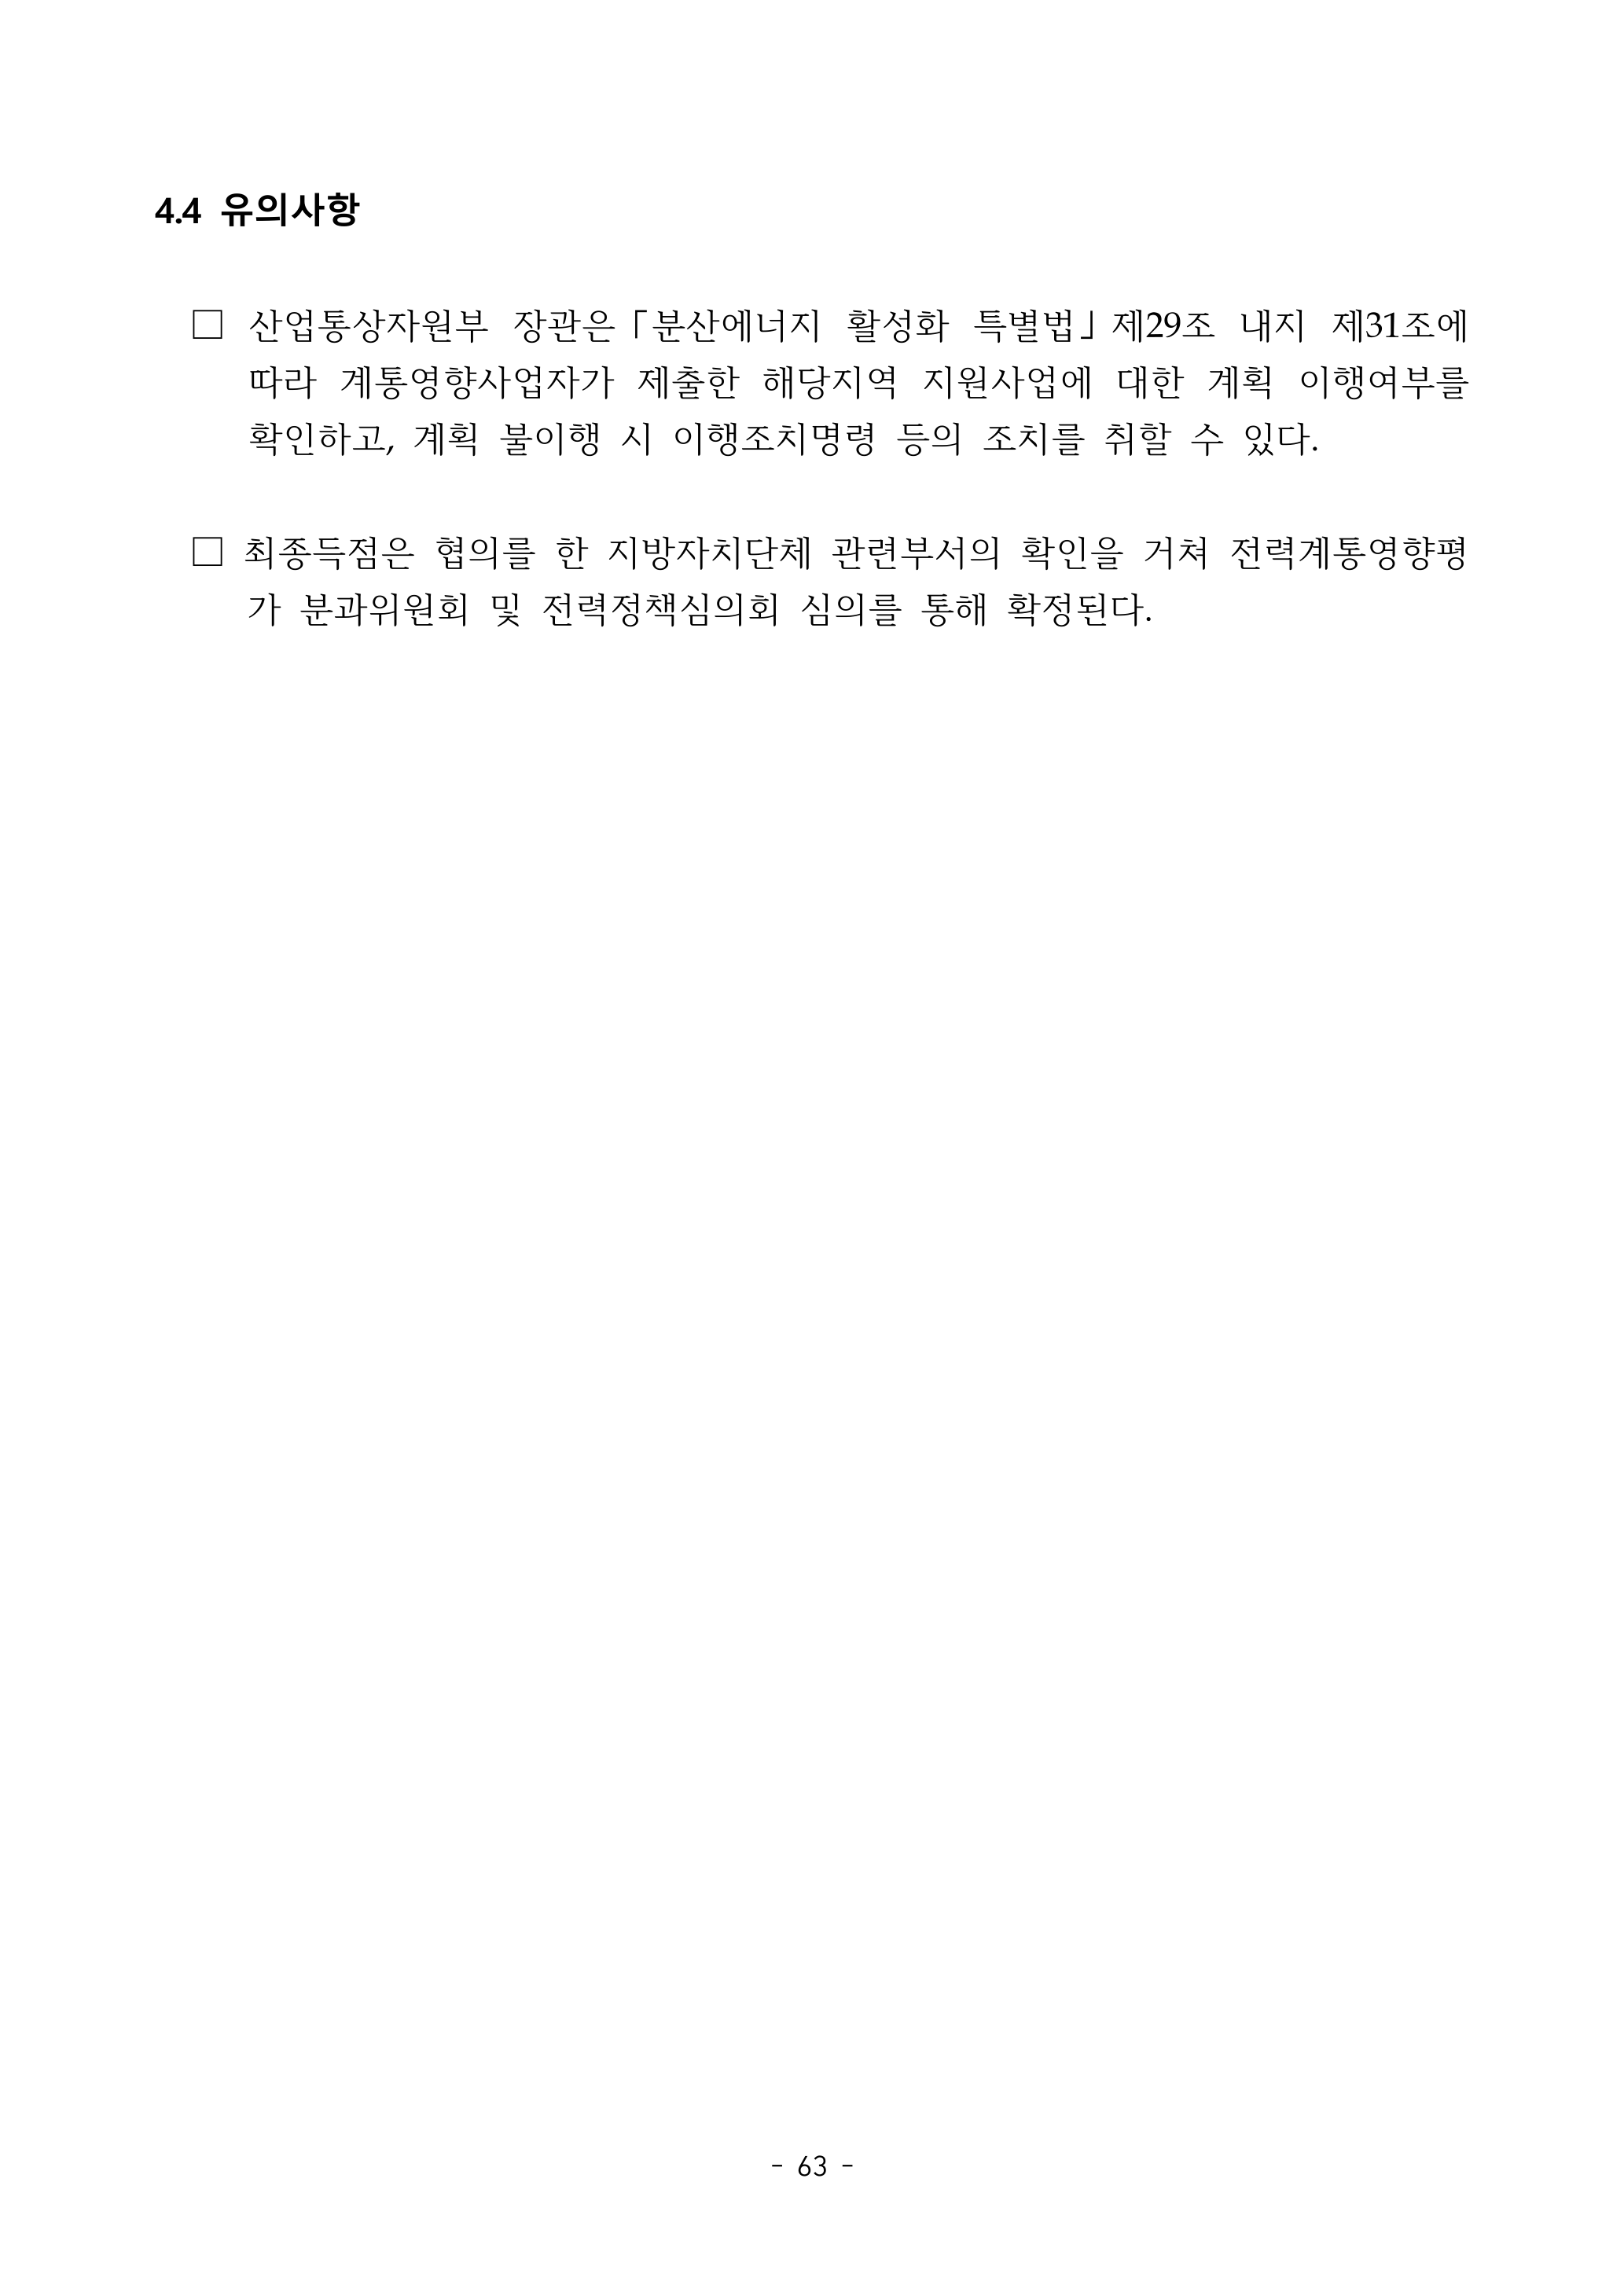 4.4 유의사항
□ 산업통상자원부 장관은「분산에너지 활성화 특별법」제29조 내지 제31조에
따라 계통영향사업자가 제출한 해당지역 지원사업에 대한 계획 이행여부를
확인하고, 계획 불이행 시 이행조치명령 등의 조치를 취할 수 있다.
□ 최종득점은 협의를 한 지방자치단체 관련부서의 확인을 거쳐 전력계통영향평
가 분과위원회 및 전력정책심의회 심의를 통해 확정된다.
- 63 -